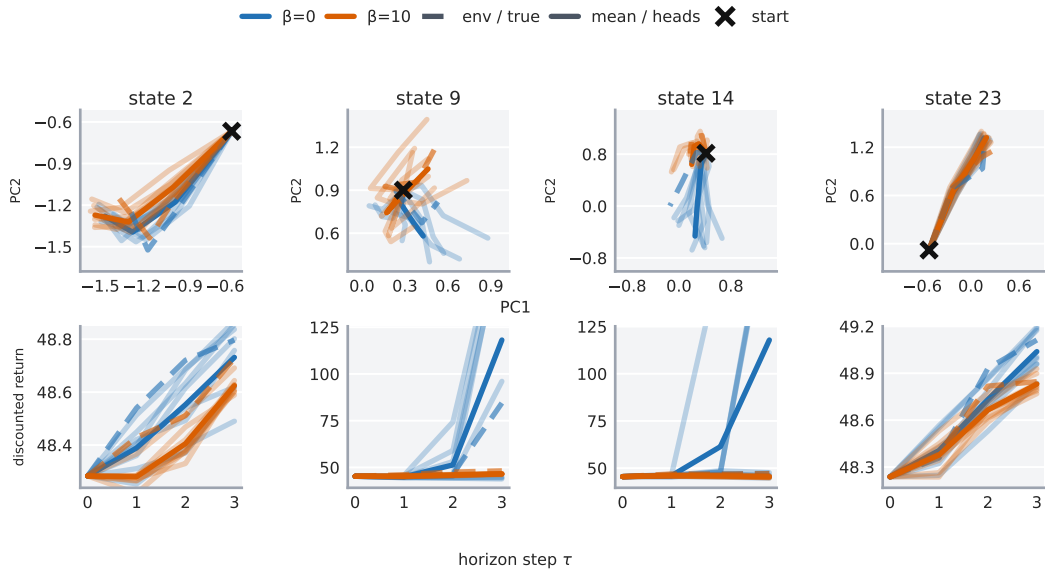 β=0 β=10 env / true mean / heads start
state 2 state 9 state 14 state 23
PC2
−0.6
−0.9
−1.2
−1.5
−1.5 −1.2 −0.9 −0.6
PC2
1.2
0.9
0.6
0.0 0.3 0.6 0.9
PC2
0.8
0.0
−0.8
−0.8 0.0 0.8
PC2
1.2
0.6
0.0
−0.6 0.0 0.6
PC1
discounted return
48.8
48.6
48.4
0 1 2 3
125
100
75
50
0 1 2 3
125
100
75
50
0 1 2 3
49.2
48.9
48.6
48.3
0 1 2 3
horizon step τ